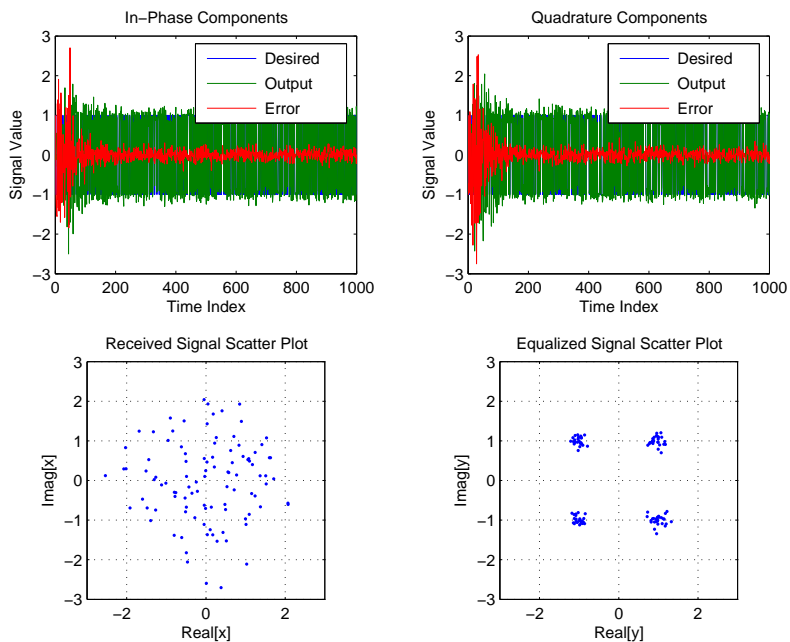 In−Phase Components
Quadrature Components
3
2
1
0
−1
−2
−3
Signal Value
Desired
Output
Error
0
200
400
600
800
1000
Time Index
3
2
1
0
−1
−2
−3
Signal Value
Desired
Output
Error
0
200
400
600
800
1000
Time Index
Received Signal Scatter Plot
3
2
1
0
−1
−2
−3
Imag[x]
−2
0
2
Real[x]
Equalized Signal Scatter Plot
3
2
1
0
−1
−2
−3
Imag[y]
−2
0
2
Real[y]